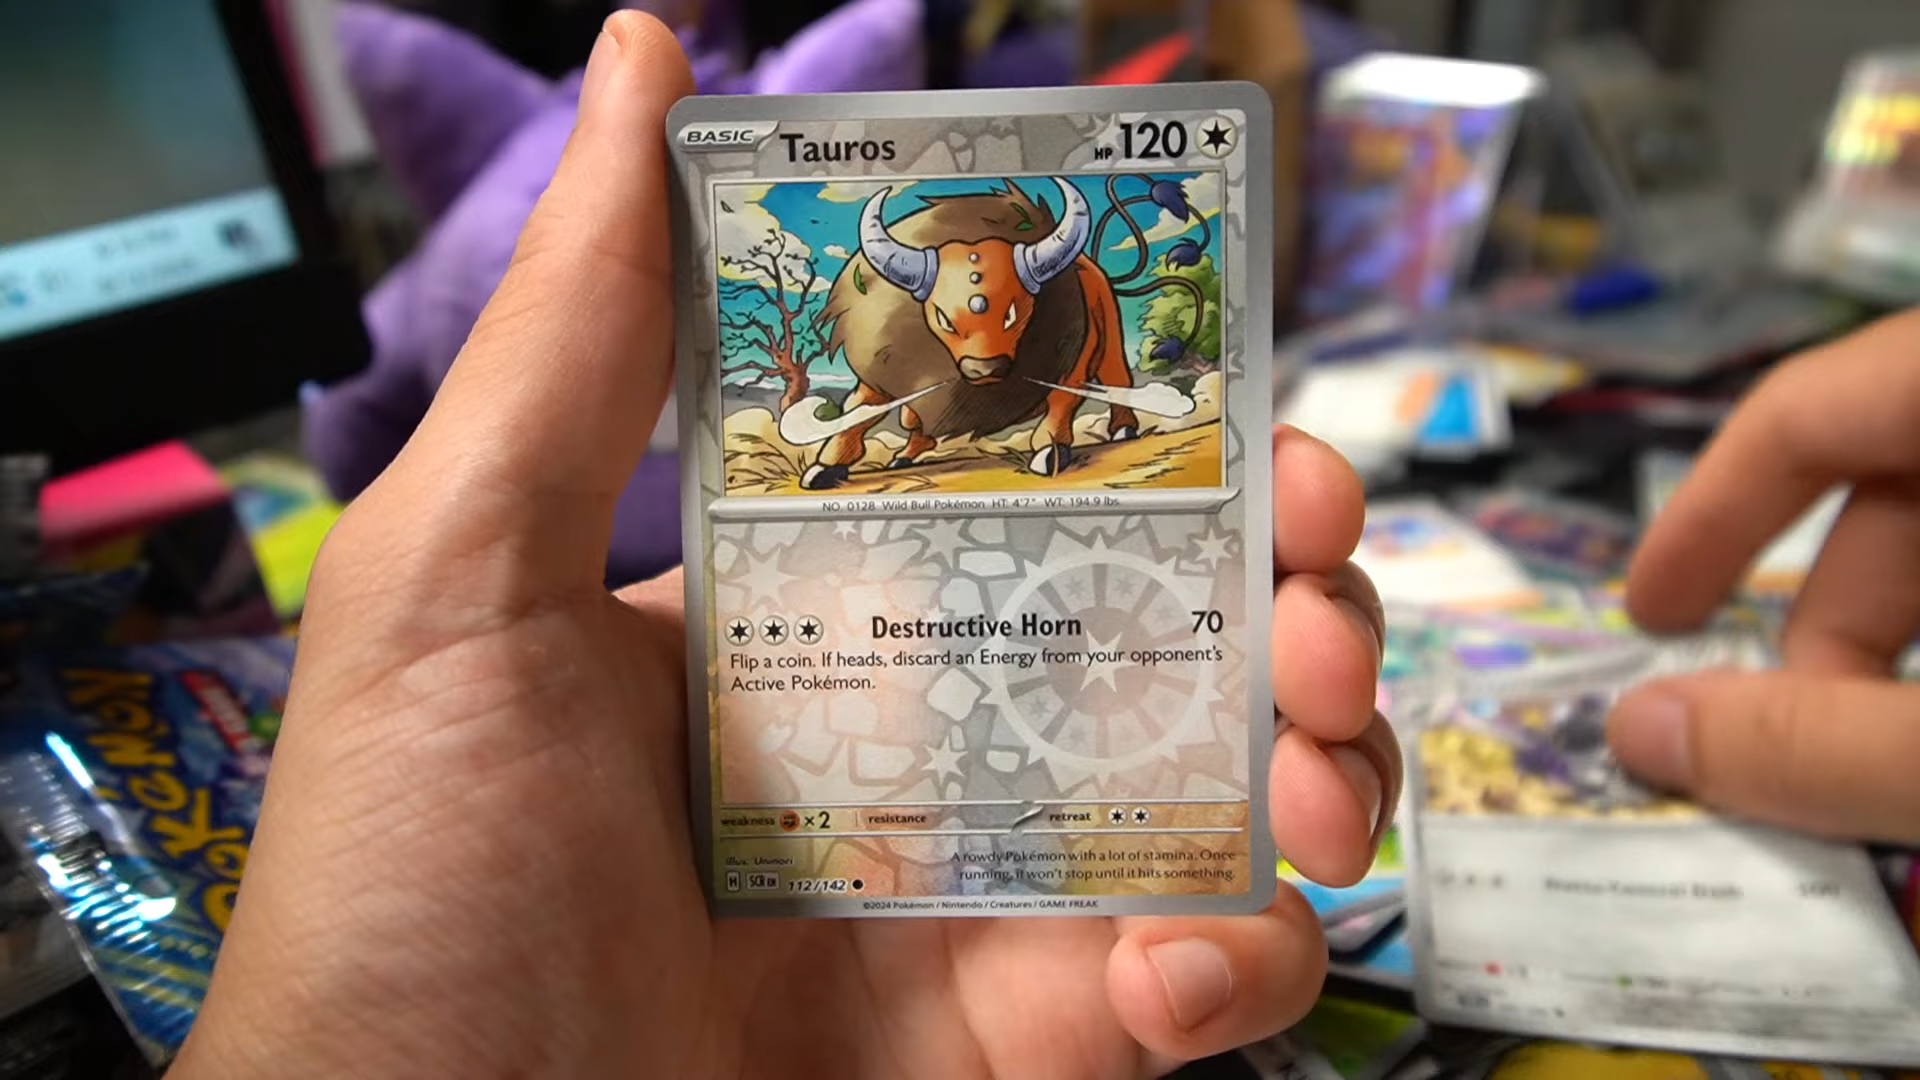 BASIC Tauros HP 120
NO. 0128 Wild Bull Pokémon HT: 4'7" WT: 194.9 lbs.
Destructive Horn 70
Flip a coin. If heads, discard an Energy from your opponent's
Active Pokémon.
weakness ×2 resistance retreat
Illus. Uninori
A rowdy Pokémon with a lot of stamina. Once
running, it won't stop until it hits something.
H SCR EN 112/142
©2024 Pokémon / Nintendo / Creatures / GAME FREAK
POKÉMON